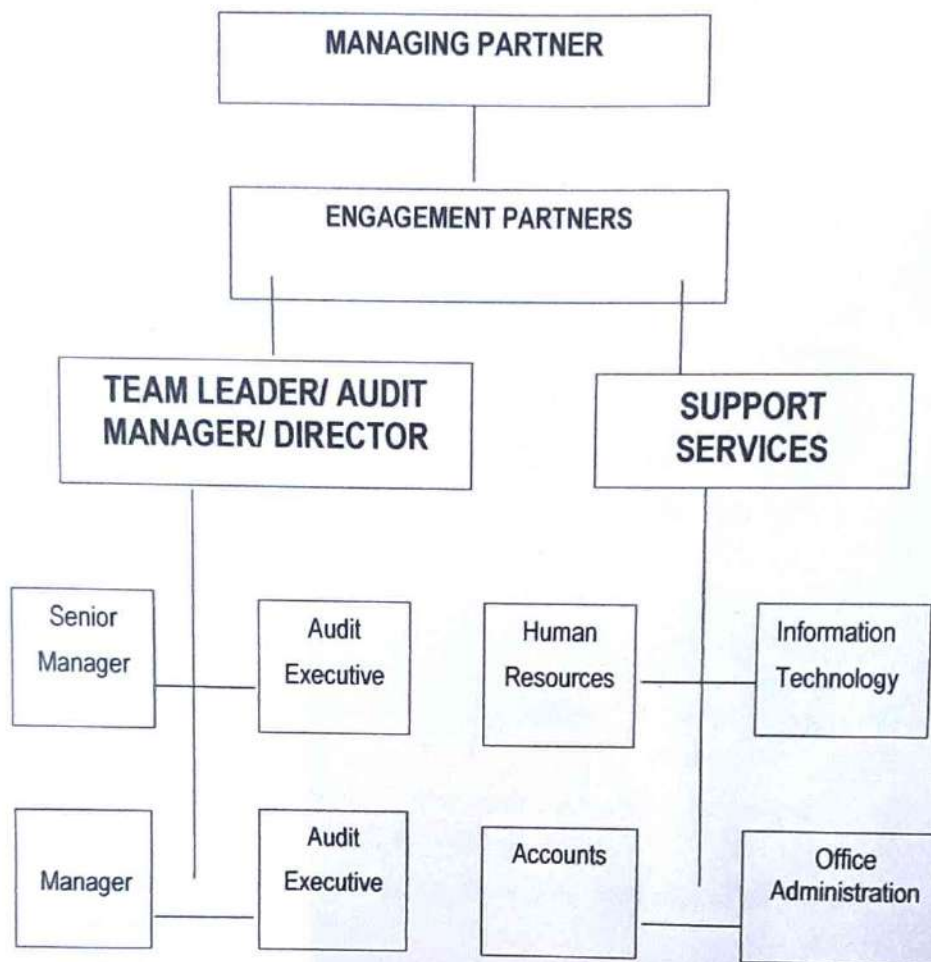 MANAGING PARTNER
ENGAGEMENT PARTNERS
TEAM LEADER/ AUDIT
MANAGER/ DIRECTOR
SUPPORT
SERVICES
Senior
Manager
Audit
Executive
Human
Resources
Information
Technology
Manager
Audit
Executive
Accounts
Office
Administration